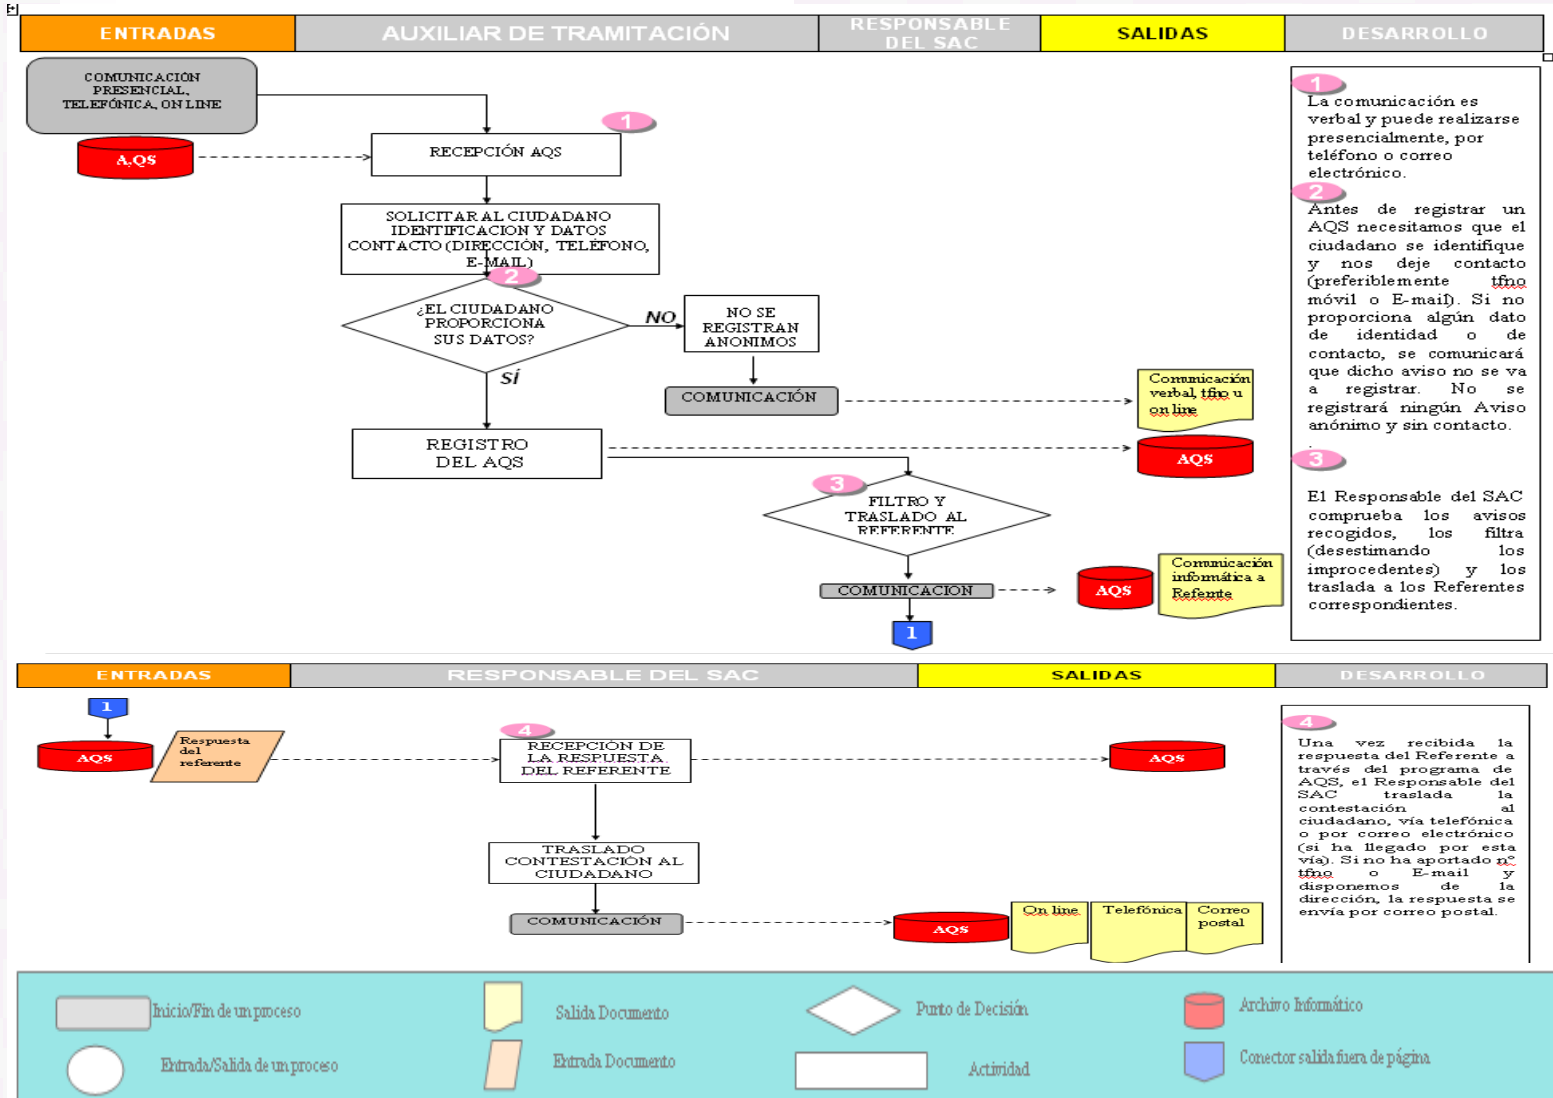 ENTRADAS
AUXILIAR DE TRAMITACIÓN
RESPONSABLE
DEL SAC
SALIDAS
DESARROLLO
COMUNICACIÓN
PRESENCIAL,
TELEFÓNICA, ON LINE
A,QS
1
RECEPCIÓN AQS
SOLICITAR AL CIUDADANO
IDENTIFICACION Y DATOS
CONTACTO (DIRECCIÓN, TELÉFONO,
E-MAIL)
2
¿EL CIUDADANO
PROPORCIONA
SUS DATOS?
NO
NO SE
REGISTRAN
ANONIMOS
SÍ
COMUNICACIÓN
Comunicación
verbal, tfno u
on line
REGISTRO
DEL AQS
AQS
3
FILTRO Y
TRASLADO AL
REFERENTE
COMUNICACION
AQS
Comunicación
informática a
Refernte
1
1
La comunicación es
verbal y puede realizarse
presencialmente, por
teléfono o correo
electrónico.
2
Antes de registrar un
AQS necesitamos que el
ciudadano se identifique
y nos deje contacto
(preferiblemente tfno
móvil o E-mail). Si no
proporciona algún dato
de identidad o de
contacto, se comunicará
que dicho aviso no se va
a registrar. No se
registrará ningún Aviso
anónimo y sin contacto.
.
3
El Responsable del SAC
comprueba los avisos
recogidos, los filtra
(desestimando los
improcedentes) y los
traslada a los Referentes
correspondientes.
ENTRADAS
RESPONSABLE DEL SAC
SALIDAS
DESARROLLO
1
AQS
Respuesta
del
referente
4
RECEPCIÓN DE
LA RESPUESTA
DEL REFERENTE
AQS
TRASLADO
CONTESTACIÓN AL
CIUDADANO
COMUNICACIÓN
AQS
On line
Telefónica
Correo
postal
4
Una vez recibida la
respuesta del Referente a
través del programa de
AQS, el Responsable del
SAC traslada la
contestación al
ciudadano, vía telefónica
o por correo electrónico
(si ha llegado por esta
vía). Si no ha aportado nº
tfno o E-mail y
disponemos de la
dirección, la respuesta se
envía por correo postal.
Inicio/Fin de un proceso
Salida Documento
Punto de Decisión
Archivo Informático
Entrada/Salida de un proceso
Entrada Documento
Actividad
Conector salida fuera de página